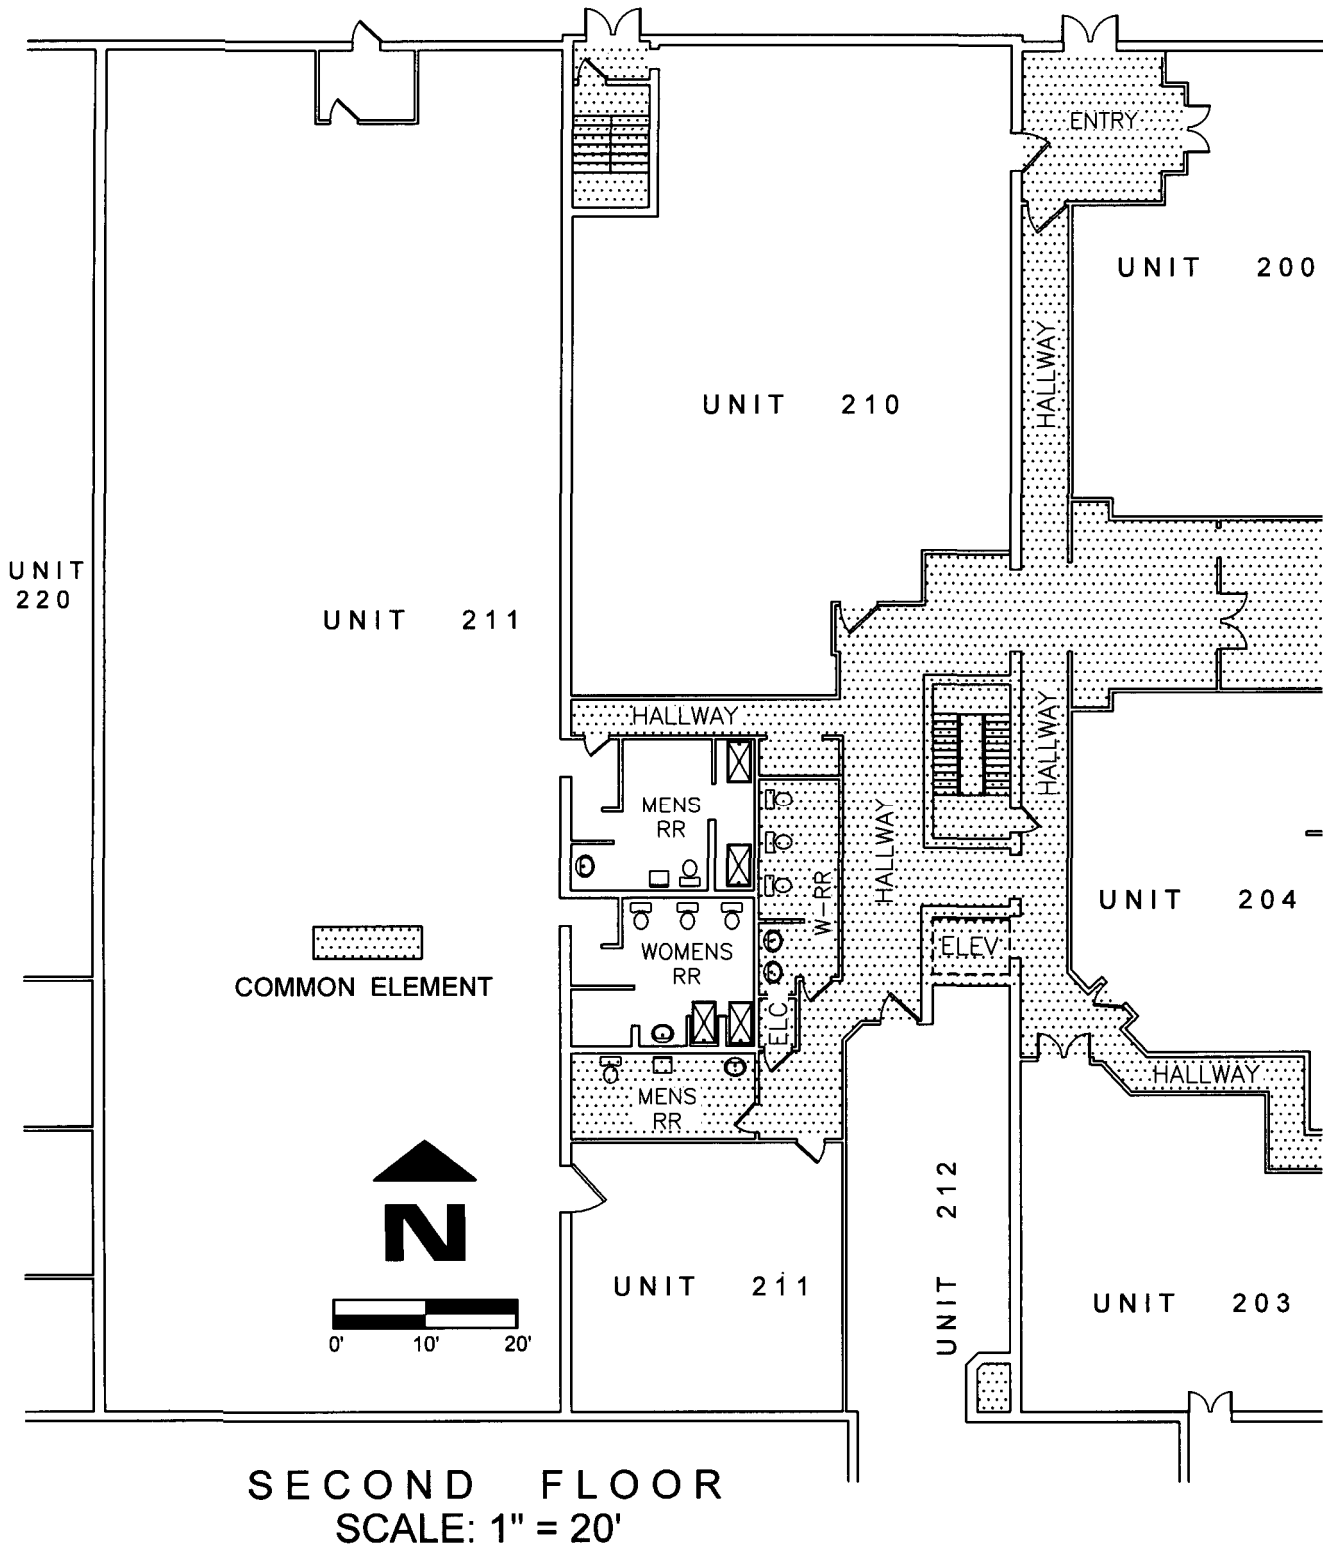 ENTRY
UNIT 200
HALLWAY
UNIT 210
UNIT
220
UNIT 211
HALLWAY
HALLWAY
MENS
RR
HALLWAY
W-RR
UNIT 204
ELEV
WOMENS
RR
COMMON ELEMENT
ELC
HALLWAY
MENS
RR
N
UNIT 212
UNIT 211
UNIT 203
0' 10' 20'
SECOND FLOOR
SCALE: 1" = 20'